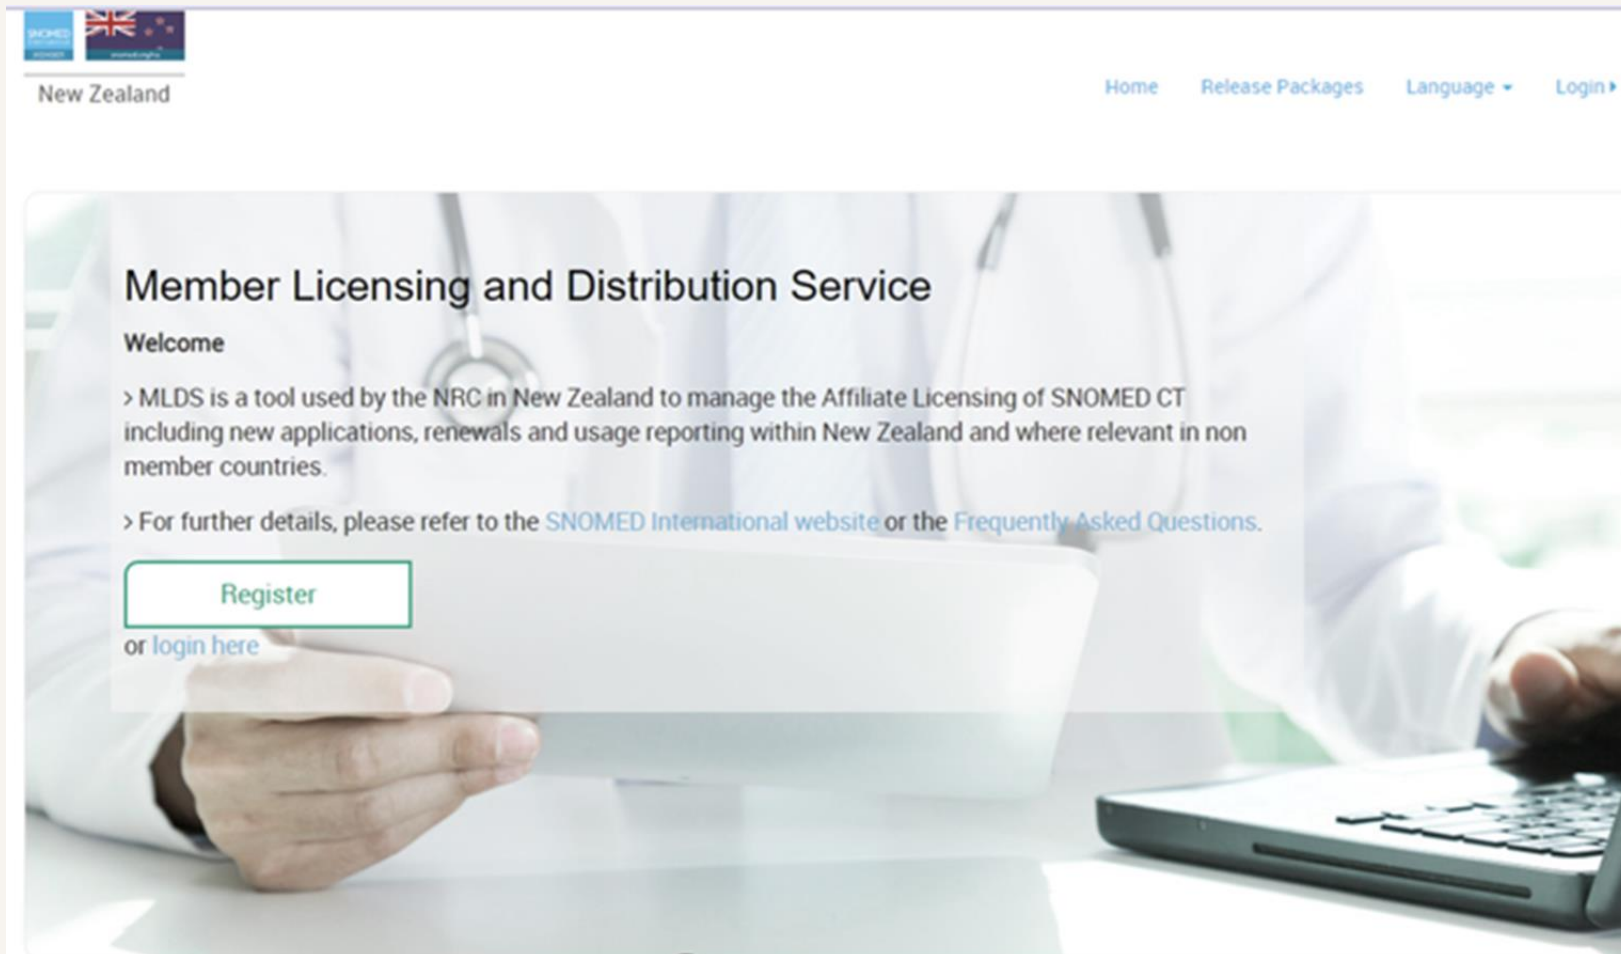 SNOMED
MEMBER
New Zealand
Home Release Packages Language Login
Member Licensing and Distribution Service
Welcome
> MLDS is a tool used by the NRC in New Zealand to manage the Affiliate Licensing of SNOMED CT
including new applications, renewals and usage reporting within New Zealand and where relevant in non
member countries.
> For further details, please refer to the SNOMED International website or the Frequently Asked Questions.
Register
or login here